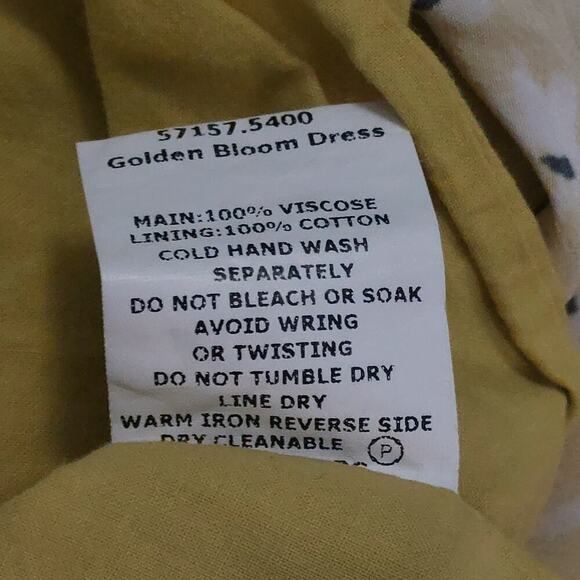 57157.5400
Golden Bloom Dress
MAIN:100% VISCOSE
LINING:100% COTTON
COLD HAND WASH
SEPARATELY
DO NOT BLEACH OR SOAK
AVOID WRING
OR TWISTING
DO NOT TUMBLE DRY
LINE DRY
WARM IRON REVERSE SIDE
DRY CLEANABLE P